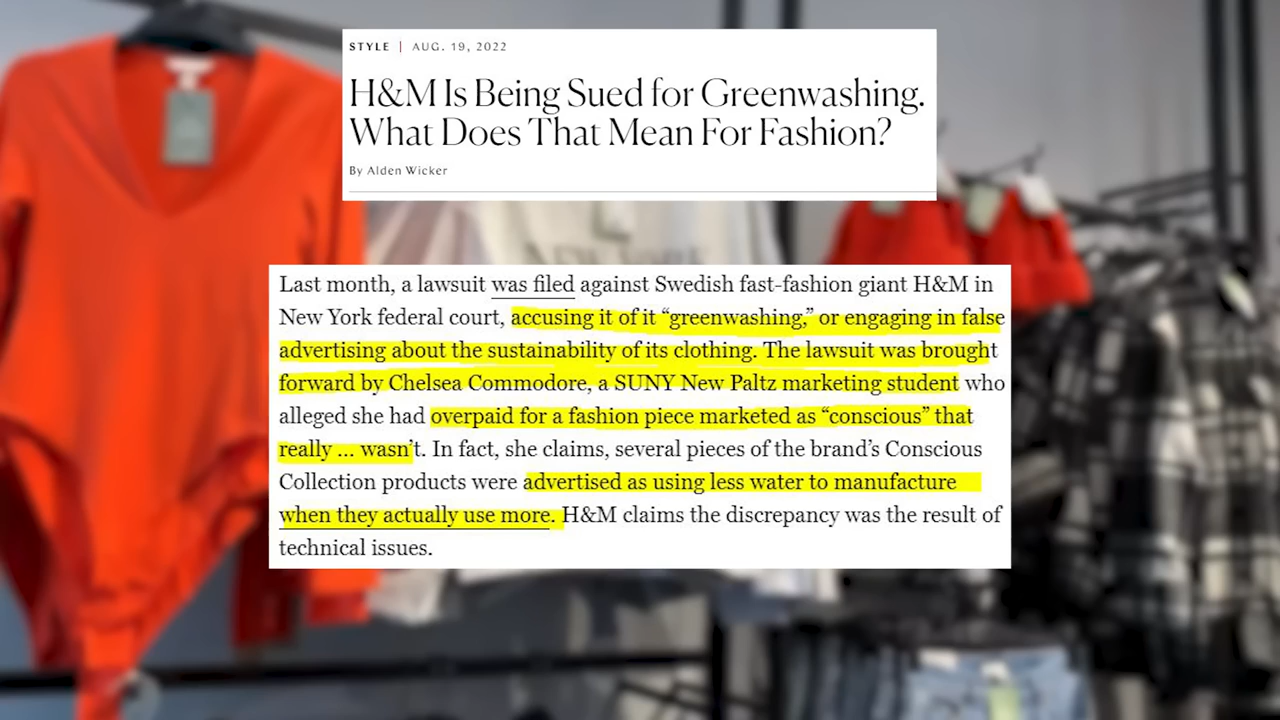 STYLE | AUG. 19, 2022
H&M Is Being Sued for Greenwashing.
What Does That Mean For Fashion?
By Alden Wicker
NEW YORK
Last month, a lawsuit was filed against Swedish fast-fashion giant H&M in
New York federal court, accusing it of it “greenwashing,” or engaging in false
advertising about the sustainability of its clothing. The lawsuit was brought
forward by Chelsea Commodore, a SUNY New Paltz marketing student who
alleged she had overpaid for a fashion piece marketed as “conscious” that
really ... wasn’t. In fact, she claims, several pieces of the brand’s Conscious
Collection products were advertised as using less water to manufacture
when they actually use more. H&M claims the discrepancy was the result of
technical issues.